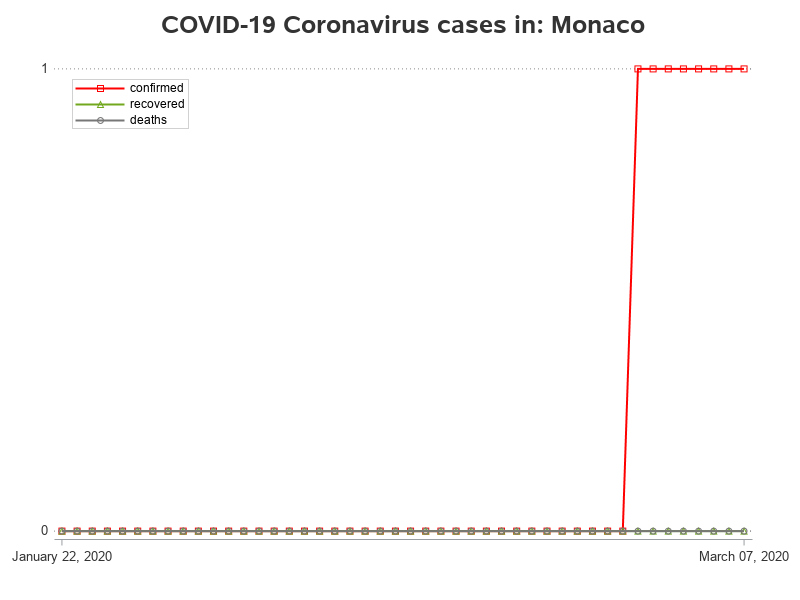 COVID-19 Coronavirus cases in: Monaco
1
confirmed
recovered
deaths
0
January 22, 2020
March 07, 2020